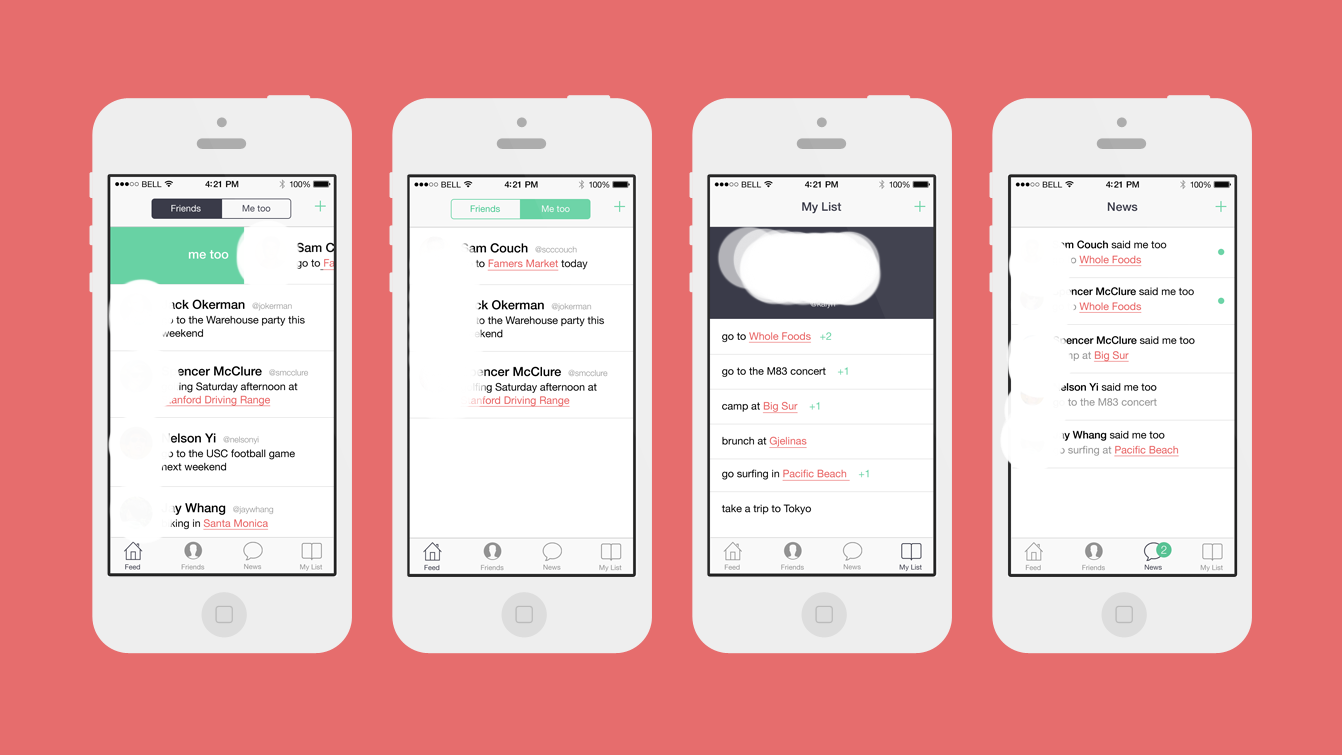 BELL 4:21 PM 100%
Friends Me too +
me too
Sam C
go to Fa
ck Okerman @jokerman
to the Warehouse party this
weekend
encer McClure @smcclure
ing Saturday afternoon at
anford Driving Range
Nelson Yi @nelsonyi
o to the USC football game
next weekend
ay Whang @jaywhang
king in Santa Monica
Feed Friends News My List
BELL 4:21 PM 100%
Friends Me too +
Sam Couch @scccouch
to Famers Market today
ck Okerman @jokerman
to the Warehouse party this
kend
encer McClure @smcclure
fing Saturday afternoon at
anford Driving Range
Feed Friends News My List
BELL 4:21 PM 100%
My List +
go to Whole Foods +2
go to the M83 concert +1
camp at Big Sur +1
brunch at Gjelinas
go surfing in Pacific Beach +1
take a trip to Tokyo
Feed Friends News My List
BELL 4:21 PM 100%
News +
m Couch said me too
o Whole Foods
encer McClure said me too
o Whole Foods
Spencer McClure said me too
mp at Big Sur
elson Yi said me too
to the M83 concert
y Whang said me too
o surfing at Pacific Beach
2
Feed Friends News My List